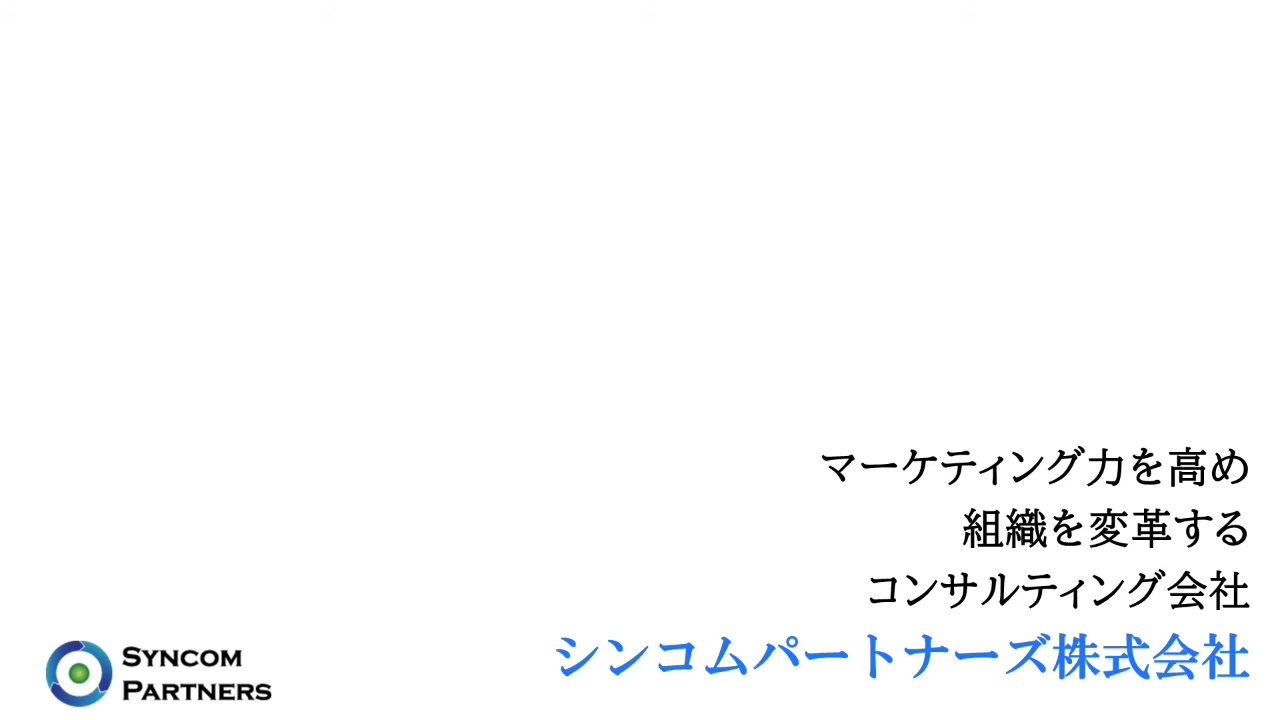 マーケティング力を高め
組織を変革する
コンサルティング会社
シンコムパートナーズ株式会社
SYNCOM
PARTNERS